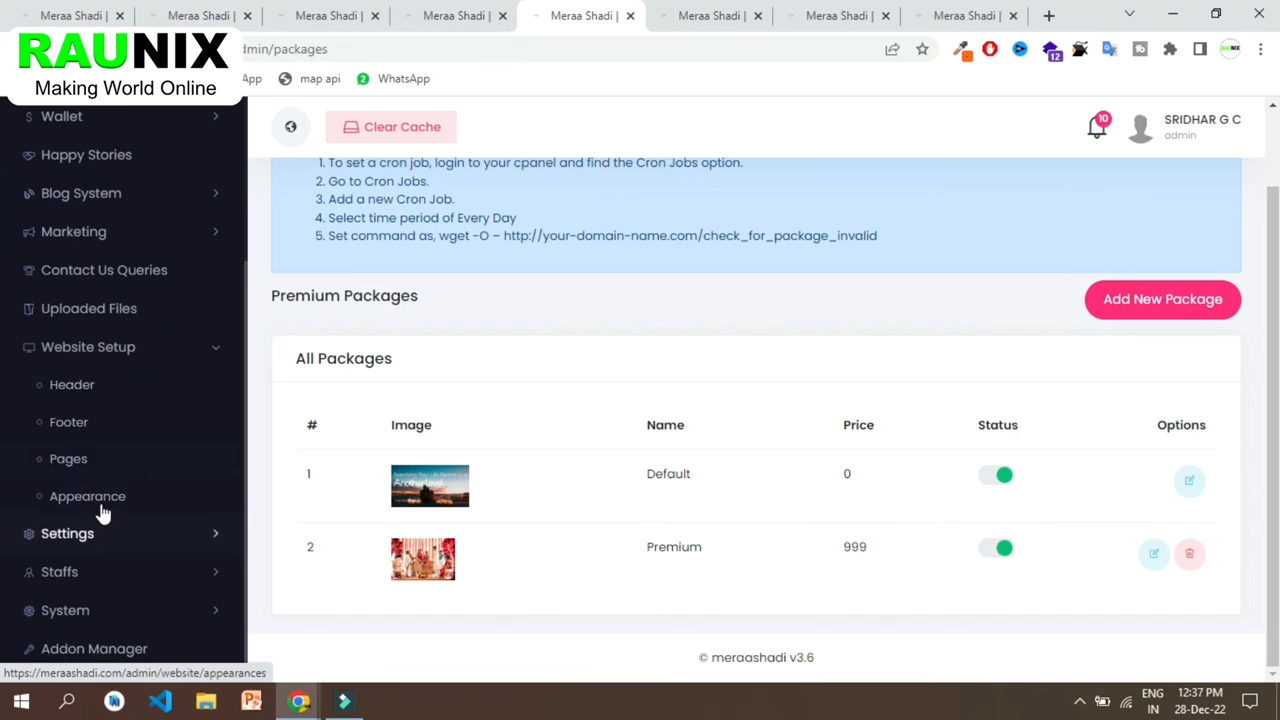 Meraa Shadi |
Meraa Shadi |
Meraa Shadi |
Meraa Shadi |
Meraa Shadi |
Meraa Shadi |
Meraa Shadi |
Meraa Shadi |
RAUNIX
Making World Online
dmin/packages
12
App
map api
2
WhatsApp
Wallet
Clear Cache
10
SRIDHAR G C
admin
Happy Stories
Blog System
Marketing
Contact Us Queries
Uploaded Files
Website Setup
Header
Footer
Pages
Appearance
Settings
Staffs
System
Addon Manager
1. To set a cron job, login to your cpanel and find the Cron Jobs option.
2. Go to Cron Jobs.
3. Add a new Cron Job.
4. Select time period of Every Day
5. Set command as, wget -O – http://your-domain-name.com/check_for_package_invalid
Premium Packages
Add New Package
All Packages
# Image Name Price Status Options
1 Default 0
2 Premium 999
© meraashadi v3.6
https://meraashadi.com/admin/website/appearances
ENG
IN
12:37 PM
28-Dec-22